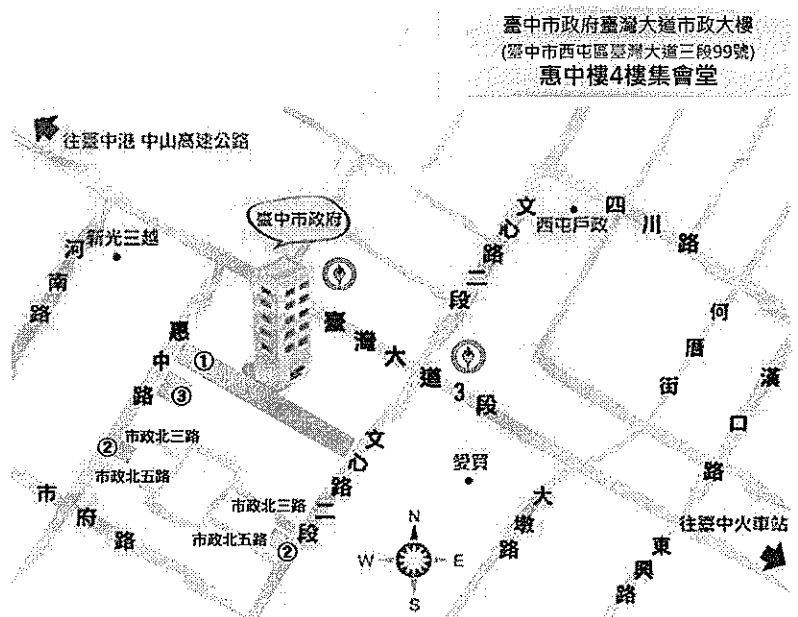 臺中市政府臺灣大道市政大樓
(臺中市西屯區臺灣大道三段99號)
惠中樓4樓集會堂
往臺中港 中山高速公路
臺中市政府
新光三越
河南路
文心路三段
西屯戶政
四川路
臺灣大道3段
何厝街
漢口路
惠中路
①
③
②
市政北三路
市政北五路
市府路
文心路二段
市政北三路
市政北五路
②
愛買
大墩路
東興路
往臺中火車站
N
W
E
S